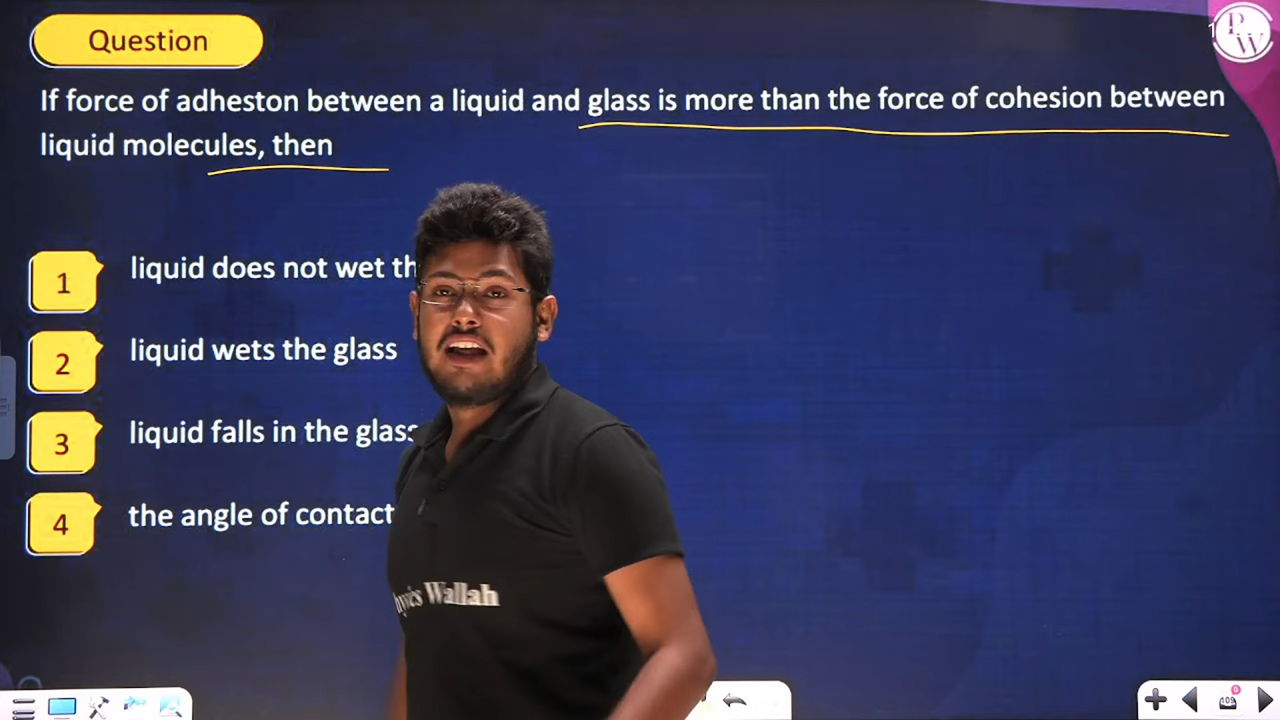 Question
If force of adheston between a liquid and glass is more than the force of cohesion between
liquid molecules, then
1 liquid does not wet
2 liquid wets the glass
3 liquid falls in the glass
4 the angle of contact
Wallah
PW